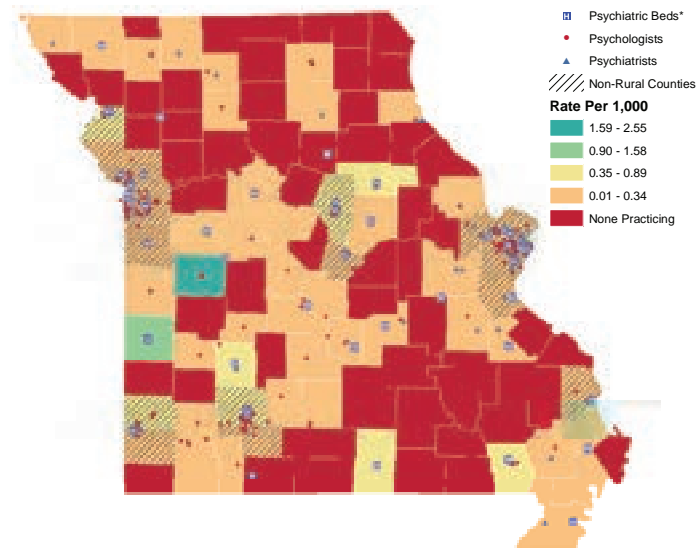 Psychiatric Beds*
Psychologists
Psychiatrists
Non-Rural Counties
Rate Per 1,000
1.59 - 2.55
0.90 - 1.58
0.35 - 0.89
0.01 - 0.34
None Practicing